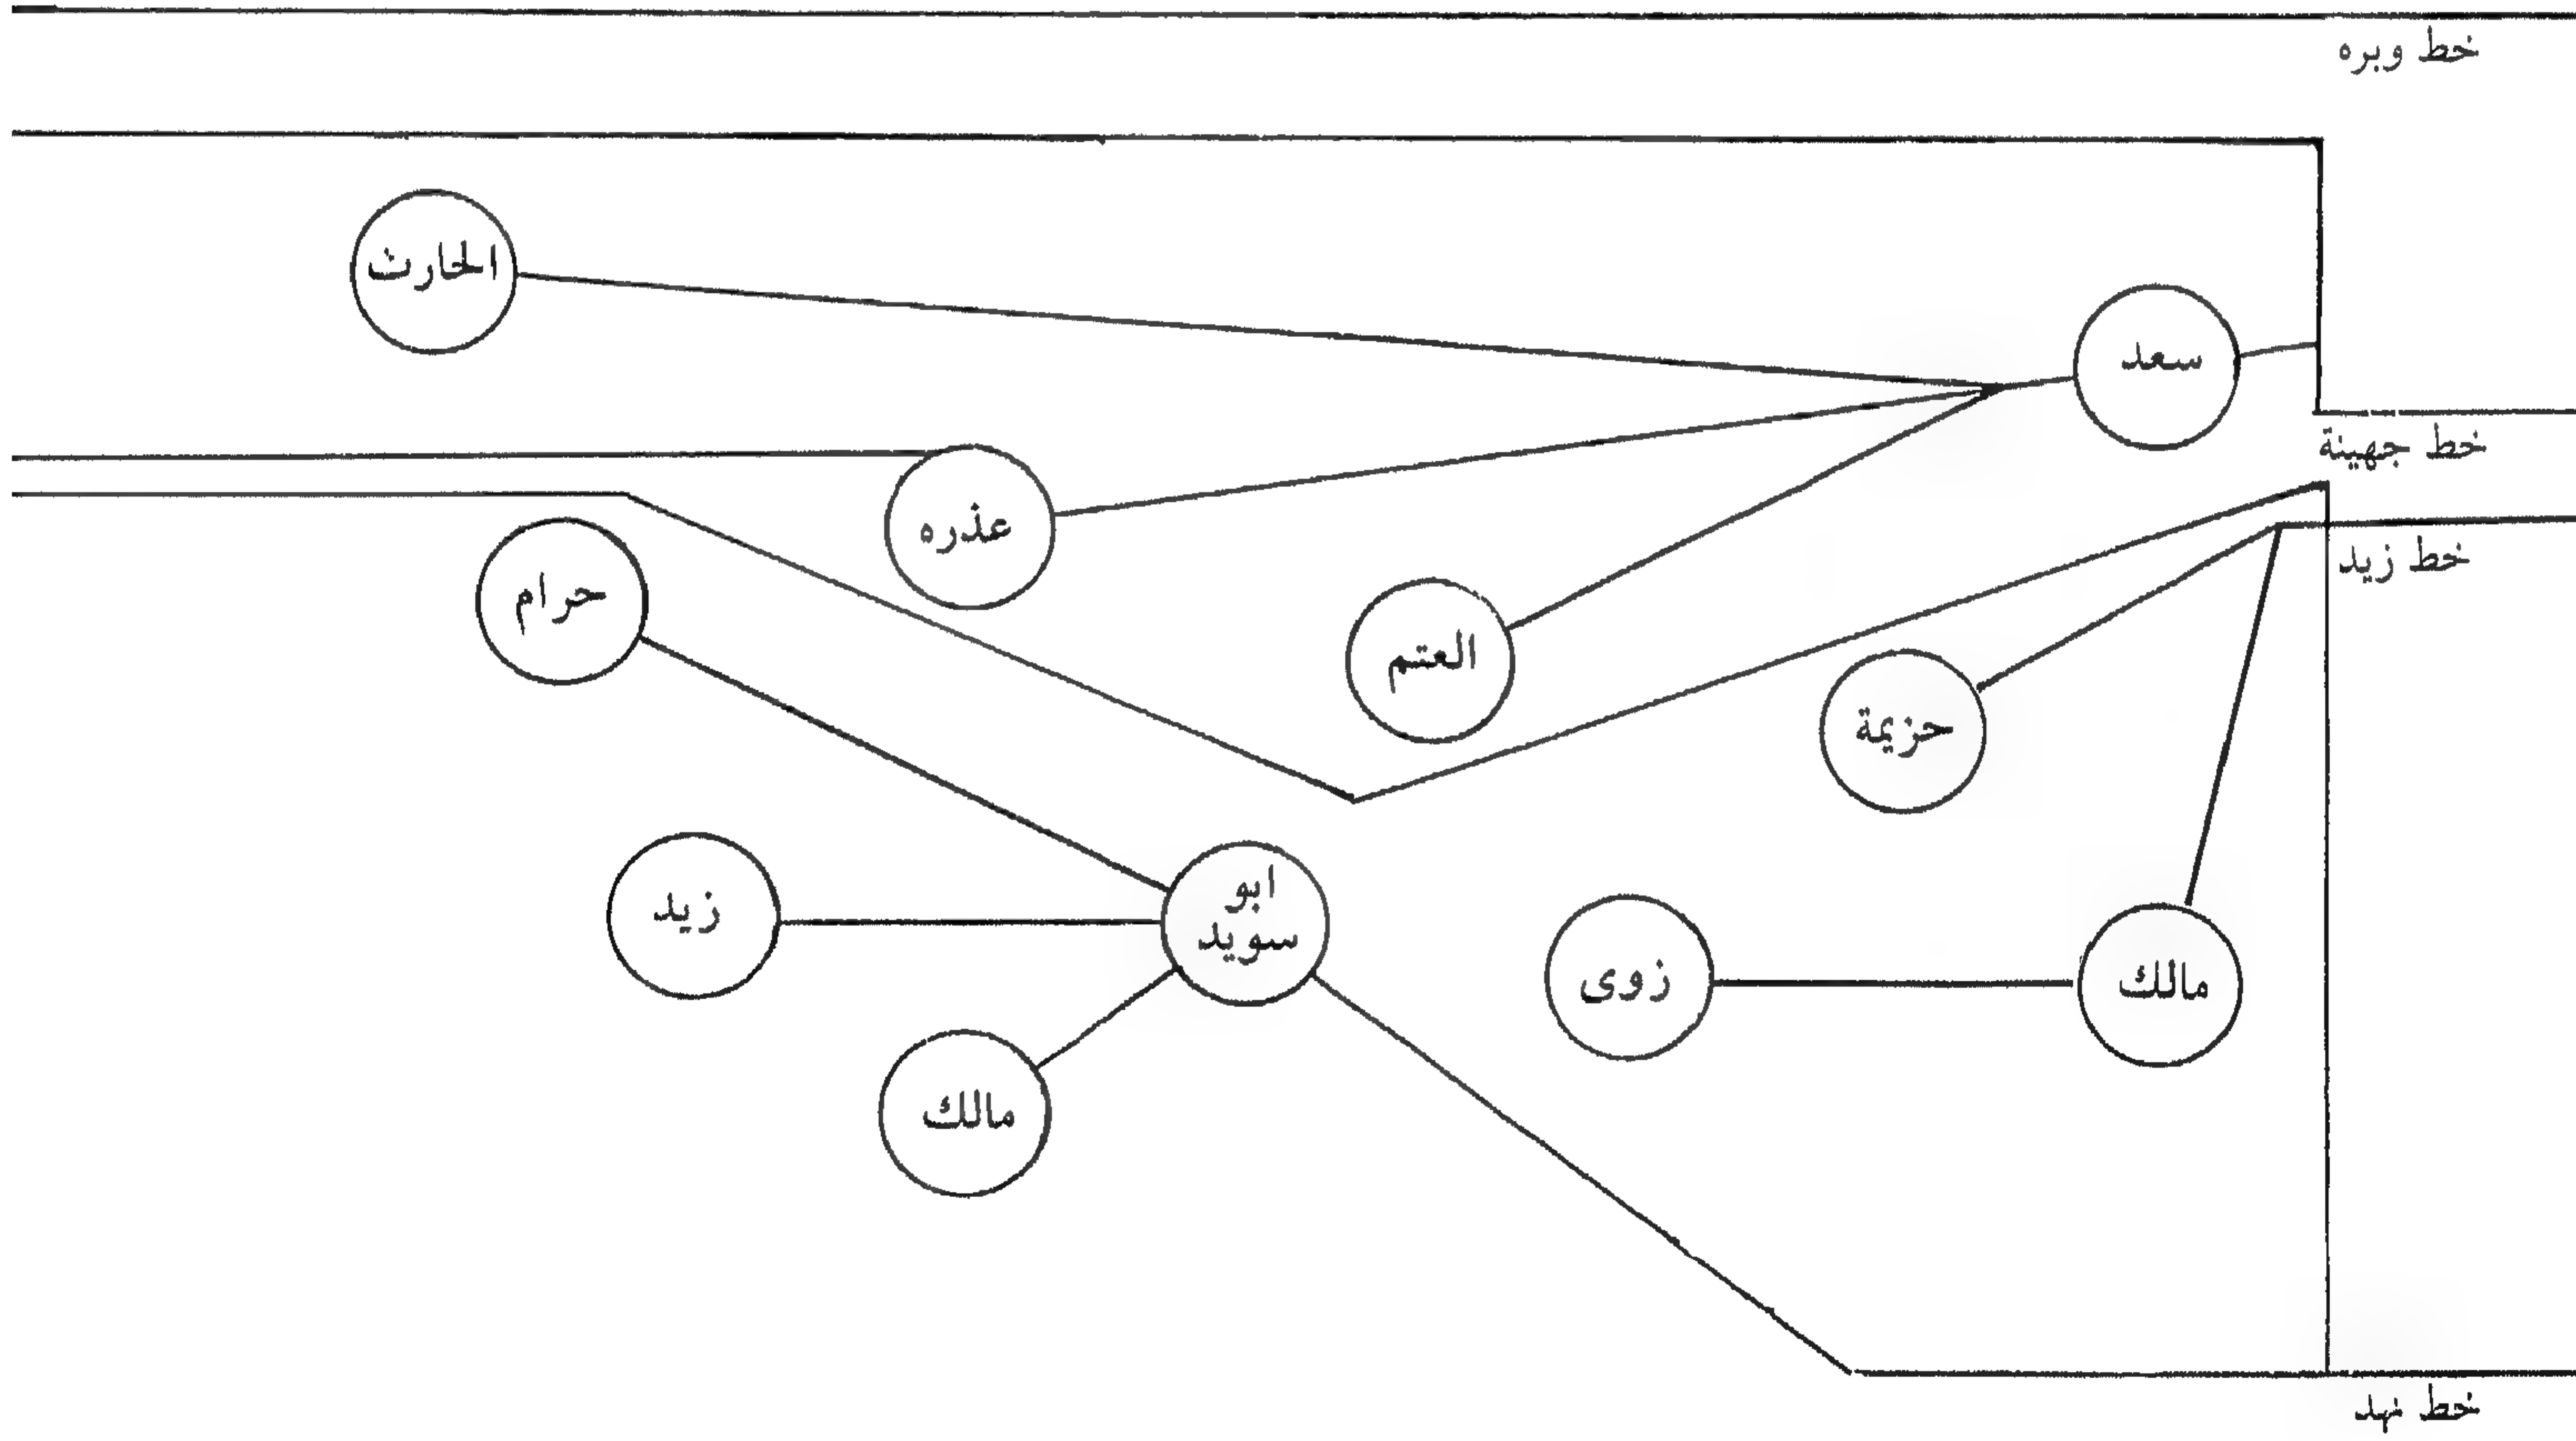 خط وبره
الحارث
سعد
خط جهينة
عذره
خط زيد
حرام
العتم
حزيمة
ابو
سويد
زيد
زوى
مالك
مالك
خط نهد